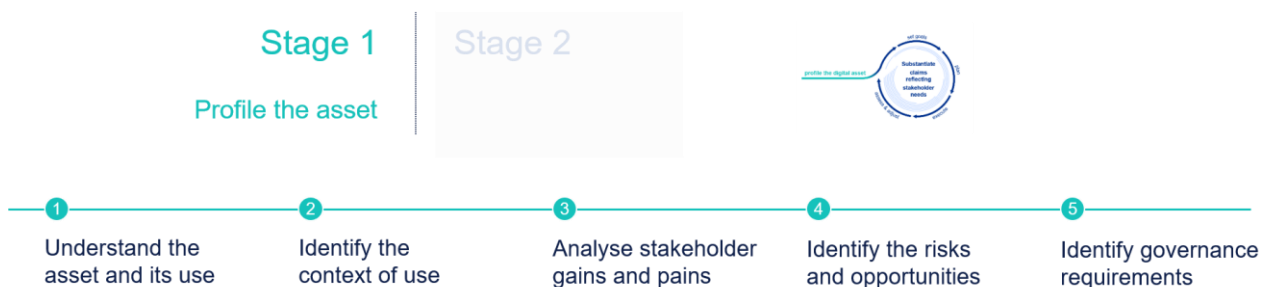 Stage 1
Profile the asset
Stage 2
profile the digital asset
set goals
plan
execute
assess & adjust
Substantiate
claims
reflecting
stakeholder
needs
1
Understand the
asset and its use
2
Identify the
context of use
3
Analyse stakeholder
gains and pains
4
Identify the risks
and opportunities
5
Identify governance
requirements